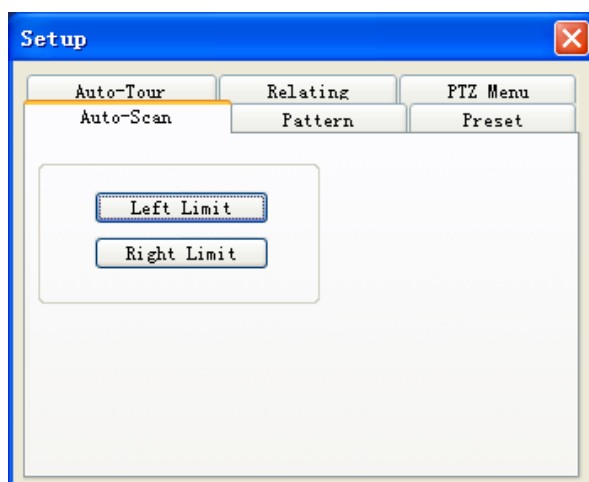 Setup
Auto-Tour Relating PTZ Menu
Auto-Scan Pattern Preset
Left Limit
Right Limit